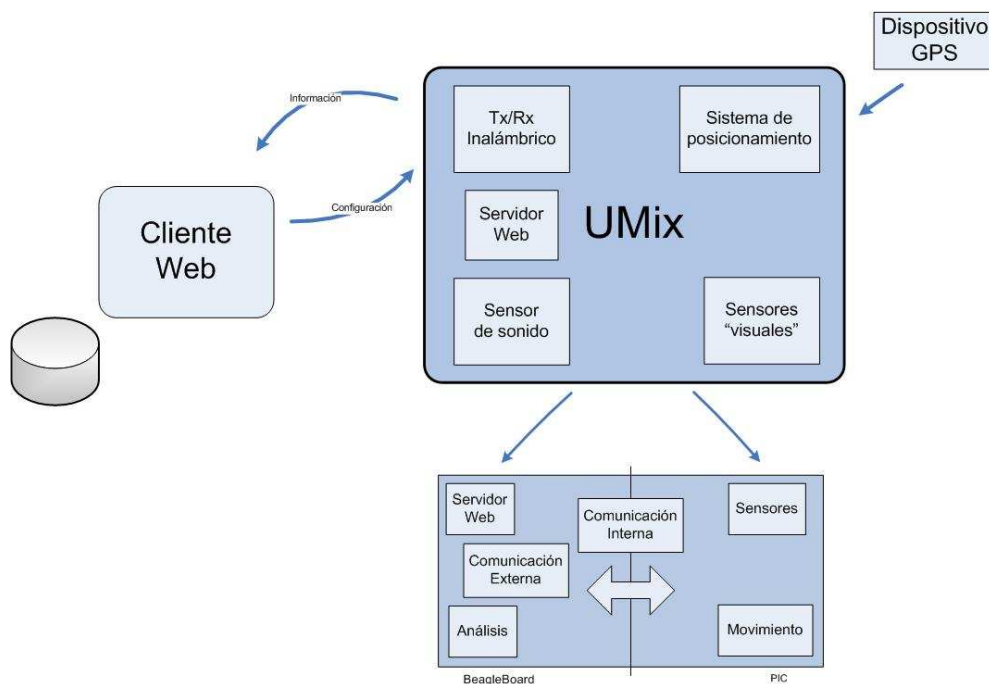 Dispositivo
GPS
Información
Tx/Rx
Inalámbrico
Sistema de
posicionamiento
Configuración
Cliente
Web
Servidor
Web
UMix
Sensor
de sonido
Sensores
“visuales”
Servidor
Web
Comunicación
Interna
Sensores
Comunicación
Externa
Análisis
Movimiento
BeagleBoard
PIC